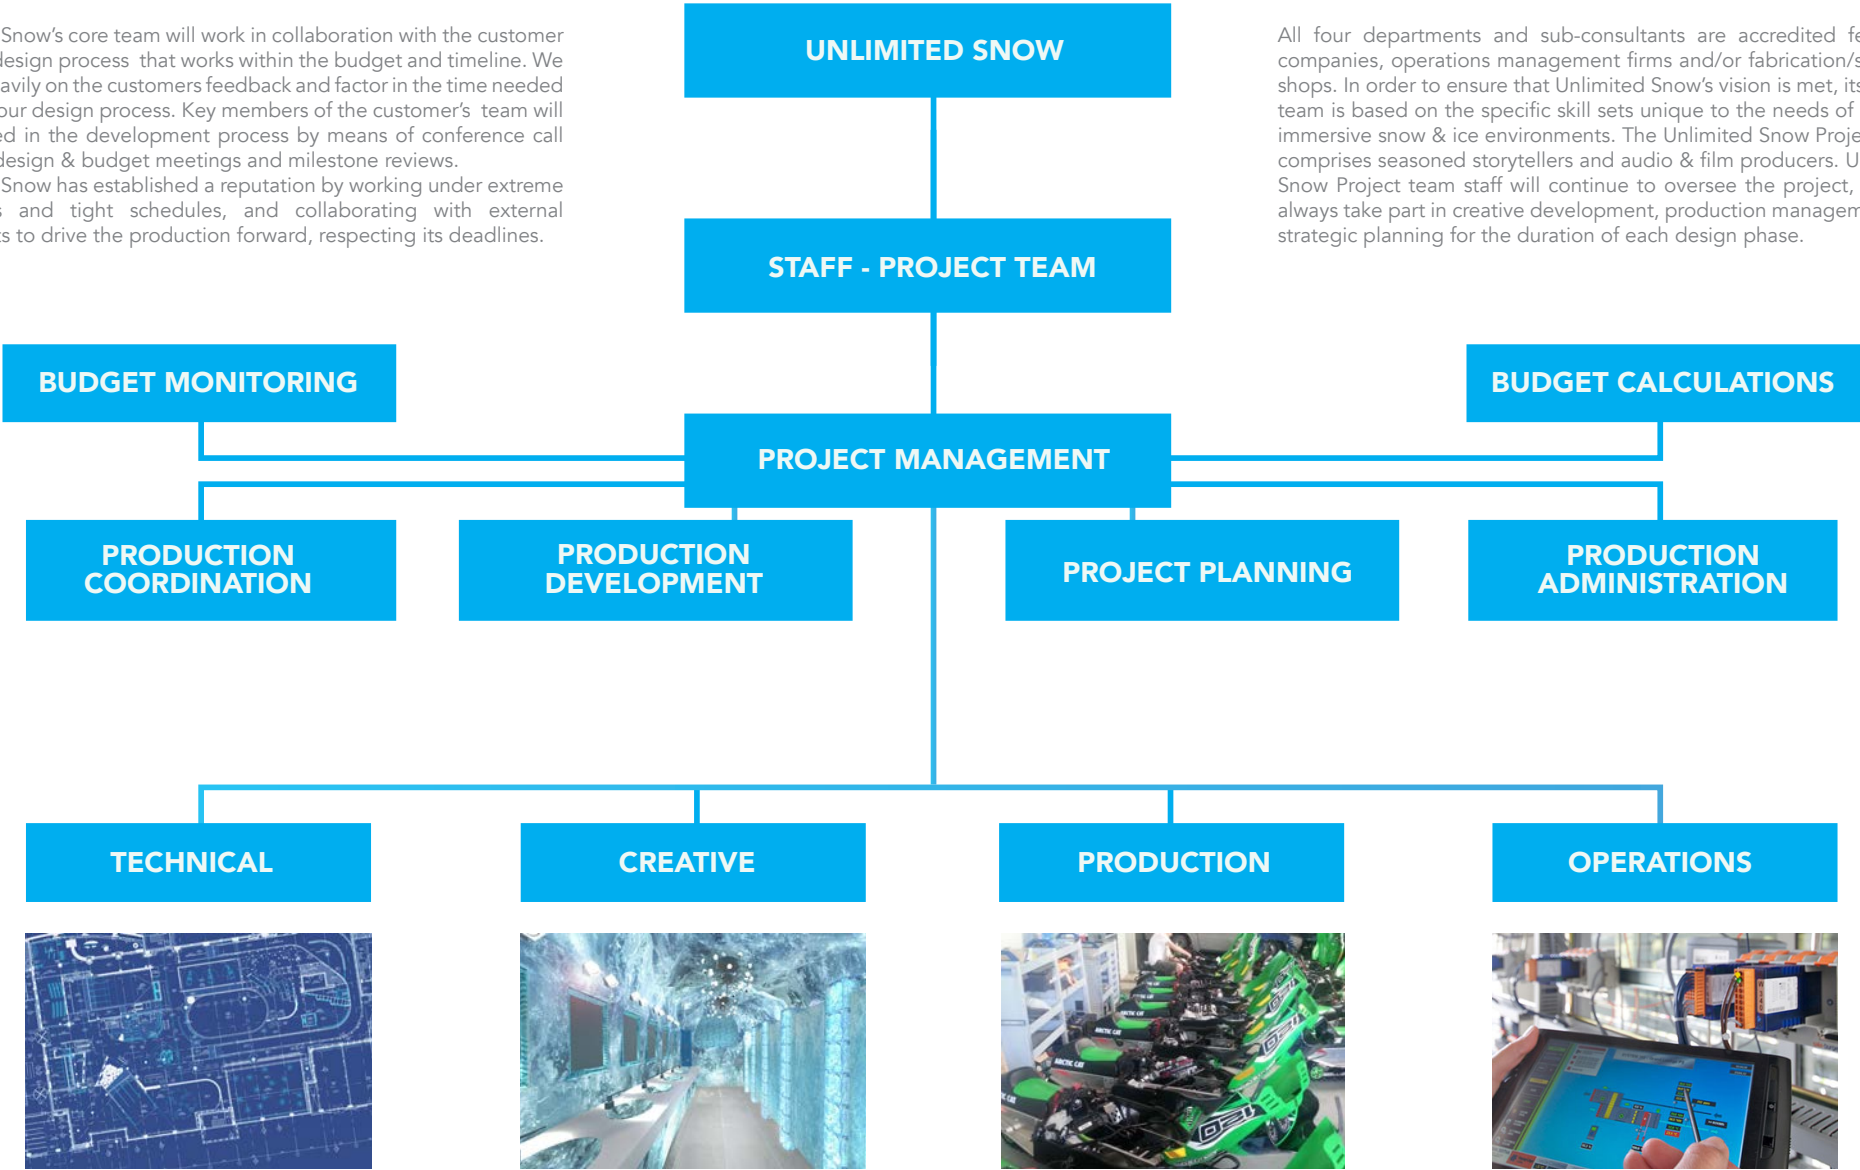 Snow’s core team will work in collaboration with the customer
design process that works within the budget and timeline. We
heavily on the customers feedback and factor in the time needed
our design process. Key members of the customer’s team will
in the development process by means of conference call
design & budget meetings and milestone reviews.
Snow has established a reputation by working under extreme
and tight schedules, and collaborating with external
to drive the production forward, respecting its deadlines.
UNLIMITED SNOW
All four departments and sub-consultants are accredited
companies, operations management firms and/or fabrication/
shops. In order to ensure that Unlimited Snow’s vision is met, its
team is based on the specific skill sets unique to the needs of
immersive snow & ice environments. The Unlimited Snow
comprises seasoned storytellers and audio & film producers.
Snow Project team staff will continue to oversee the project,
always take part in creative development, production
strategic planning for the duration of each design phase.
STAFF - PROJECT TEAM
BUDGET MONITORING
BUDGET CALCULATIONS
PROJECT MANAGEMENT
PRODUCTION
COORDINATION
PRODUCTION
DEVELOPMENT
PROJECT PLANNING
PRODUCTION
ADMINISTRATION
TECHNICAL
CREATIVE
PRODUCTION
OPERATIONS
ARCTIC CAT
ARCTIC CAT